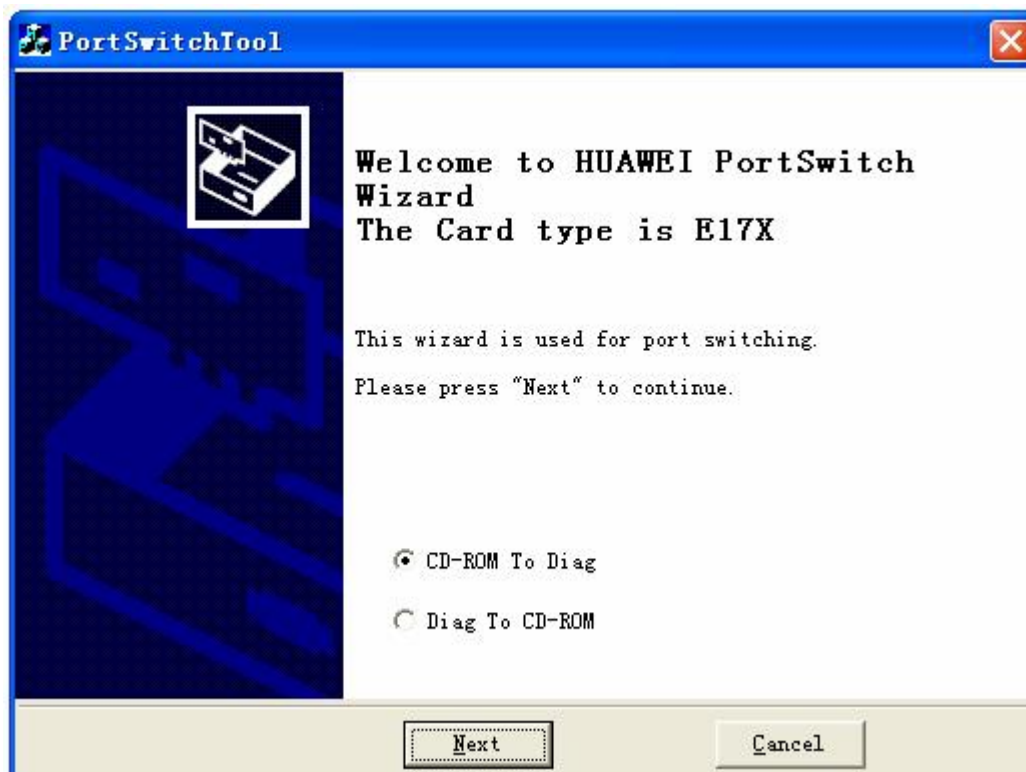 PortSwitchTool
Welcome to HUAWEI PortSwitch
Wizard
The Card type is E17X
This wizard is used for port switching.
Please press "Next" to continue.
CD-ROM To Diag
Diag To CD-ROM
Next
Cancel